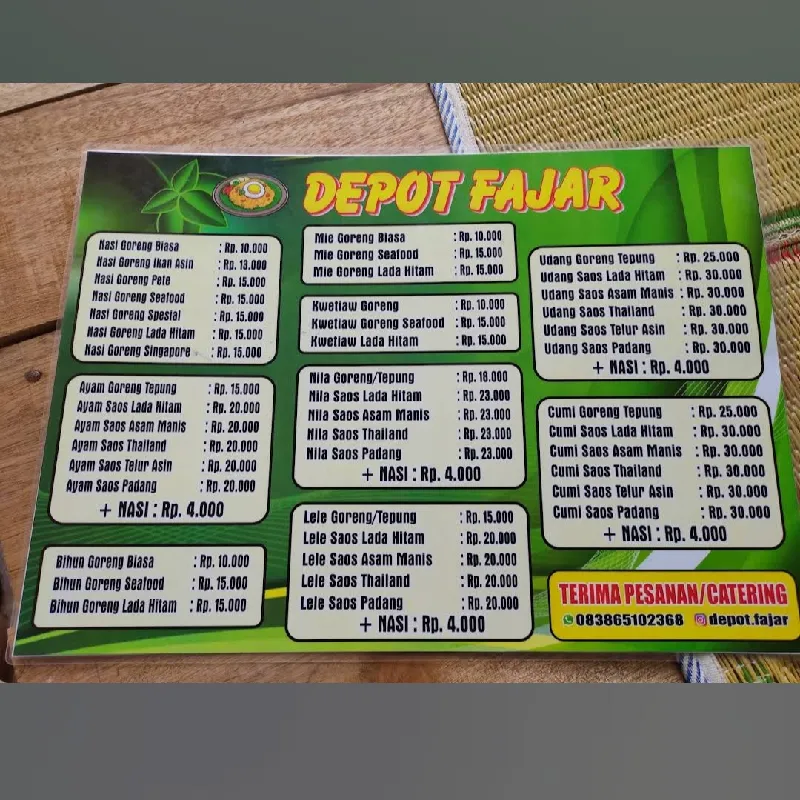 DEPOT FAJAR
Nasi Goreng Biasa : Rp. 10.000
Nasi Goreng Ikan Asin : Rp. 13.000
Nasi Goreng Pete : Rp. 15.000
Nasi Goreng Seafood : Rp. 15.000
Nasi Goreng Spesial : Rp. 15.000
Nasi Goreng Lada Hitam : Rp. 15.000
Nasi Goreng Singapore : Rp. 15.000
Ayam Goreng Tepung : Rp. 15.000
Ayam Saos Lada Hitam : Rp. 20.000
Ayam Saos Asam Manis : Rp. 20.000
Ayam Saos Thailand : Rp. 20.000
Ayam Saos Telur Asin : Rp. 20.000
Ayam Saos Padang : Rp. 20.000
+ NASI : Rp. 4.000
Bihun Goreng Biasa : Rp. 10.000
Bihun Goreng Seafood : Rp. 15.000
Bihun Goreng Lada Hitam : Rp. 15.000
Mie Goreng Biasa : Rp. 10.000
Mie Goreng Seafood : Rp. 15.000
Mie Goreng Lada Hitam : Rp. 15.000
Kwetiaw Goreng : Rp. 10.000
Kwetiaw Goreng Seafood : Rp. 15.000
Kwetiaw Lada Hitam : Rp. 15.000
Nila Goreng/Tepung : Rp. 18.000
Nila Saos Lada Hitam : Rp. 23.000
Nila Saos Asam Manis : Rp. 23.000
Nila Saos Thailand : Rp. 23.000
Nila Saos Padang : Rp. 23.000
+ NASI : Rp. 4.000
Lele Goreng/Tepung : Rp. 15.000
Lele Saos Lada Hitam : Rp. 20.000
Lele Saos Asam Manis : Rp. 20.000
Lele Saos Thailand : Rp. 20.000
Lele Saos Padang : Rp. 20.000
+ NASI : Rp. 4.000
Udang Goreng Tepung : Rp. 25.000
Udang Saos Lada Hitam : Rp. 30.000
Udang Saos Asam Manis : Rp. 30.000
Udang Saos Thailand : Rp. 30.000
Udang Saos Telur Asin : Rp. 30.000
Udang Saos Padang : Rp. 30.000
+ NASI : Rp. 4.000
Cumi Goreng Tepung : Rp. 25.000
Cumi Saos Lada Hitam : Rp. 30.000
Cumi Saos Asam Manis : Rp. 30.000
Cumi Saos Thailand : Rp. 30.000
Cumi Saos Telur Asin : Rp. 30.000
Cumi Saos Padang : Rp. 30.000
+ NASI : Rp. 4.000
TERIMA PESANAN/CATERING
083865102368 depot.fajar